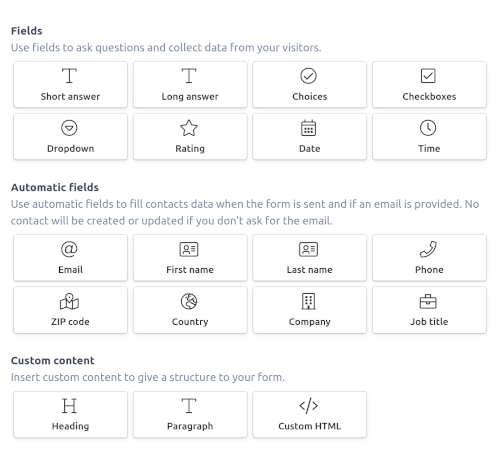 Fields
Use fields to ask questions and collect data from your visitors.
Short answer
Long answer
Choices
Checkboxes
Dropdown
Rating
Date
Time
Automatic fields
Use automatic fields to fill contacts data when the form is sent and if an email is provided. No
contact will be created or updated if you don't ask for the email.
Email
First name
Last name
Phone
ZIP code
Country
Company
Job title
Custom content
Insert custom content to give a structure to your form.
Heading
Paragraph
Custom HTML